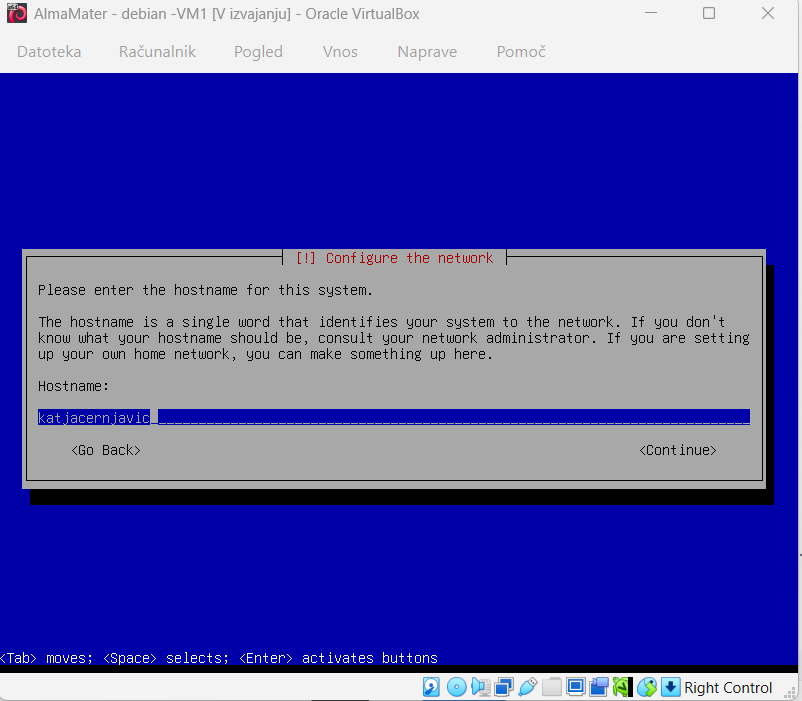 AlmaMater - debian -VM1 [V izvajanju] - Oracle VirtualBox
Datoteka Računalnik Pogled Vnos Naprave Pomoč
[!] Configure the network
Please enter the hostname for this system.
The hostname is a single word that identifies your system to the network. If you don't
know what your hostname should be, consult your network administrator. If you are setting
up your own home network, you can make something up here.
Hostname:
katjacernjavic
<Go Back> <Continue>
<Tab> moves; <Space> selects; <Enter> activates buttons
Right Control